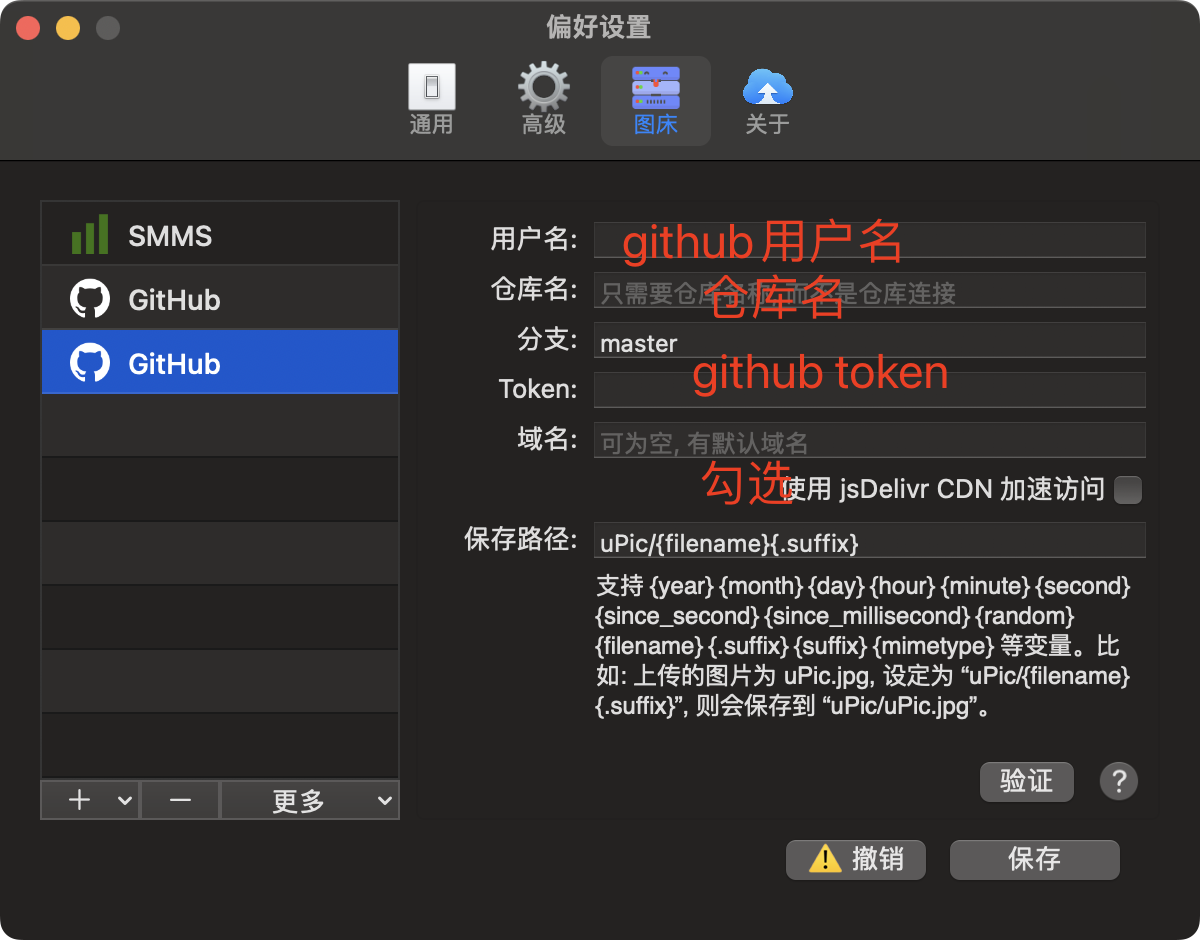 偏好设置
通用 高级 图床 关于
SMMS
GitHub
GitHub
更多
用户名:
github 用户名
仓库名:
只需要仓库名称, 而不是仓库连接
仓库名
分支:
master
Token:
github token
域名:
可为空, 有默认域名
勾选
使用 jsDelivr CDN 加速访问
保存路径:
uPic/{filename}{.suffix}
支持 {year} {month} {day} {hour} {minute} {second}
{since_second} {since_millisecond} {random}
{filename} {.suffix} {suffix} {mimetype} 等变量。比
如: 上传的图片为 uPic.jpg, 设定为 “uPic/{filename}
{.suffix}”, 则会保存到 “uPic/uPic.jpg”。
验证 ?
撤销 保存